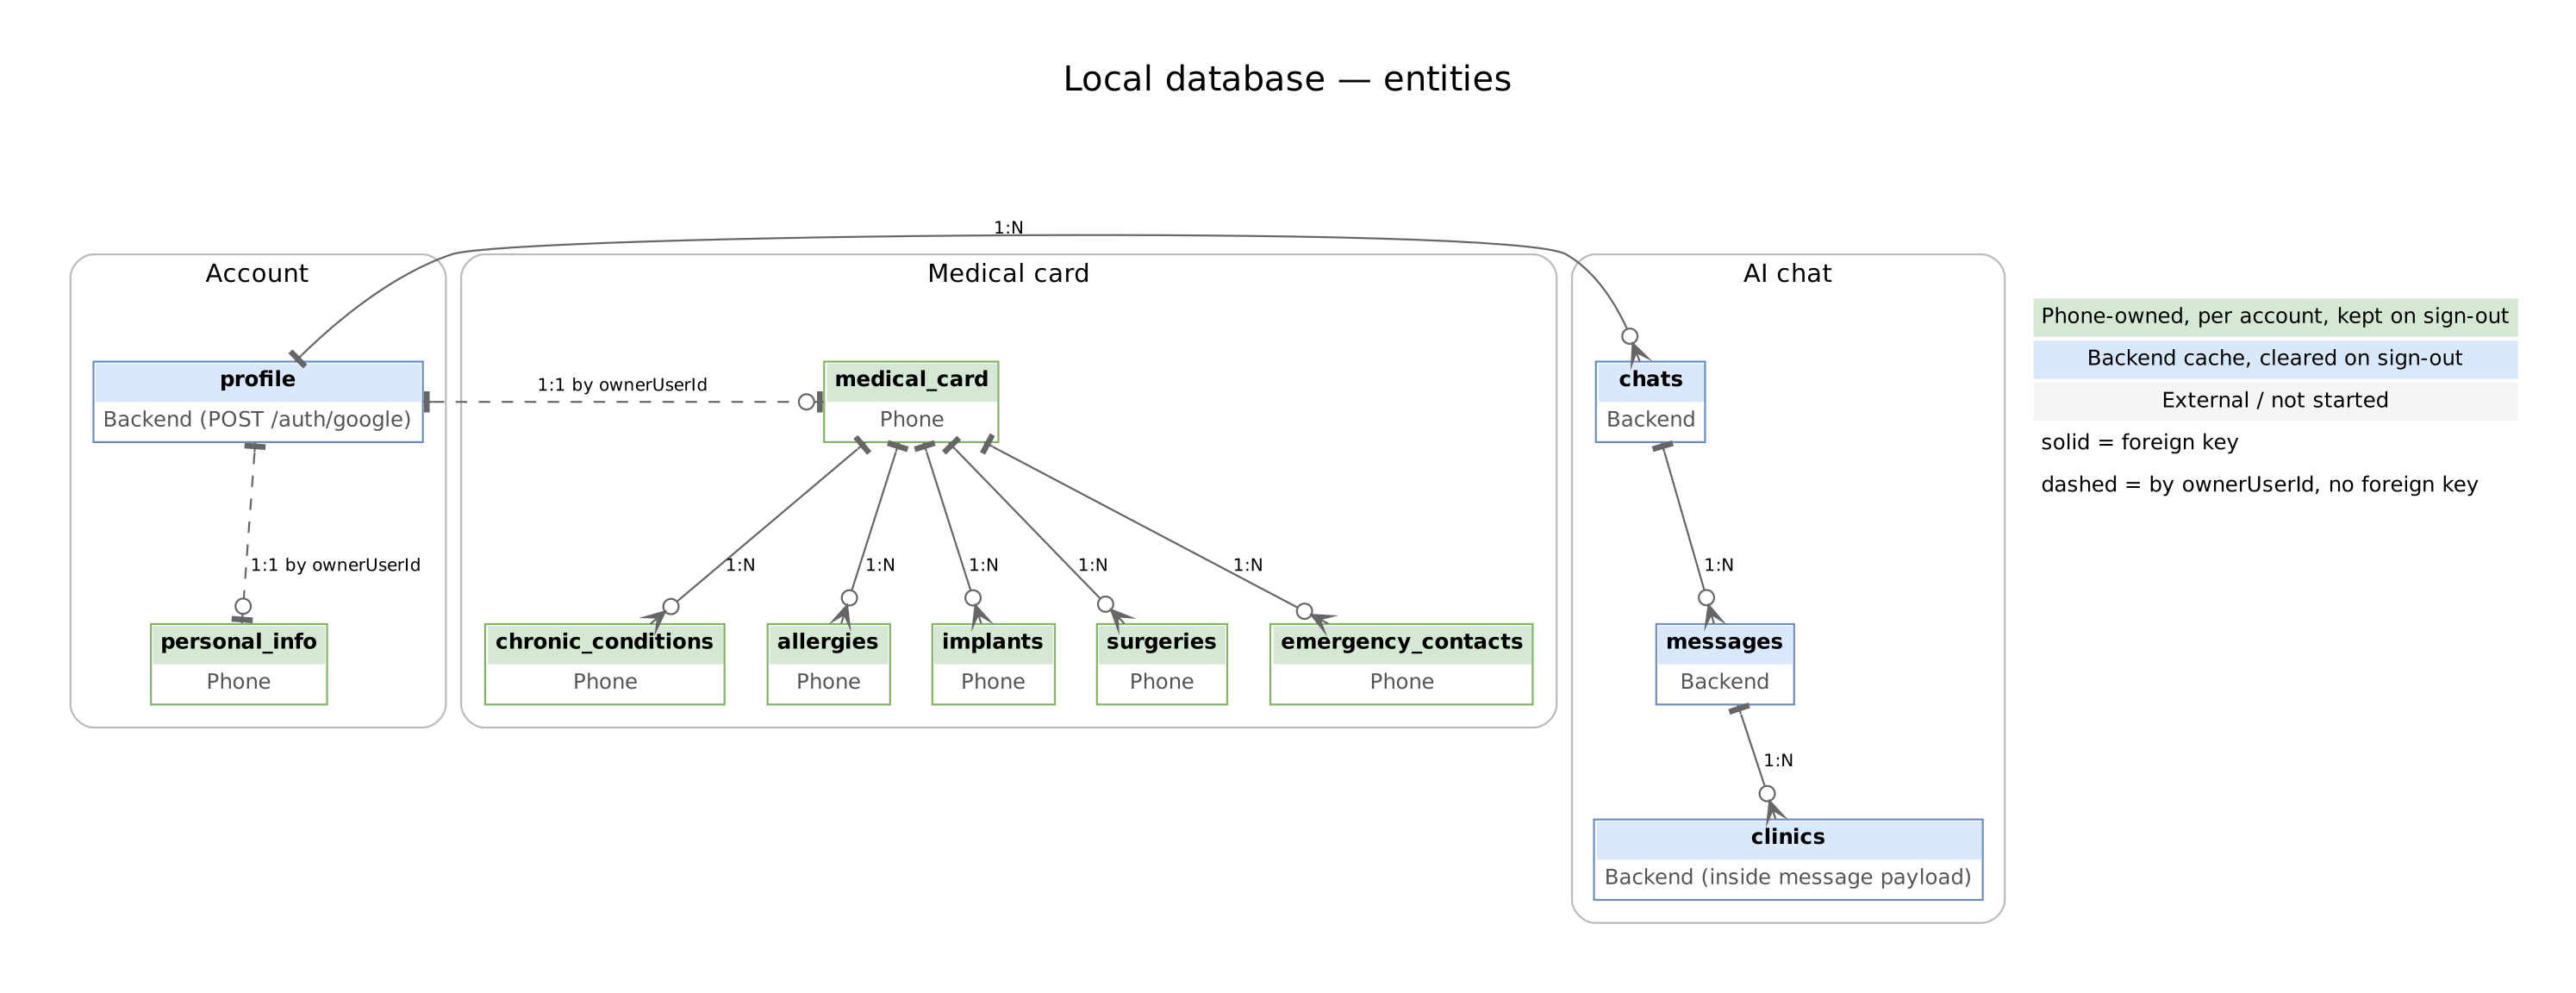 Local database — entities
1:N
Account
Medical card
AI chat
profile
Backend (POST /auth/google)
1:1 by ownerUserId
medical_card
Phone
chats
Backend
Phone-owned, per account, kept on sign-out
Backend cache, cleared on sign-out
External / not started
solid = foreign key
dashed = by ownerUserId, no foreign key
1:1 by ownerUserId
1:N
1:N
1:N
1:N
1:N
1:N
personal_info
Phone
chronic_conditions
Phone
allergies
Phone
implants
Phone
surgeries
Phone
emergency_contacts
Phone
messages
Backend
1:N
clinics
Backend (inside message payload)